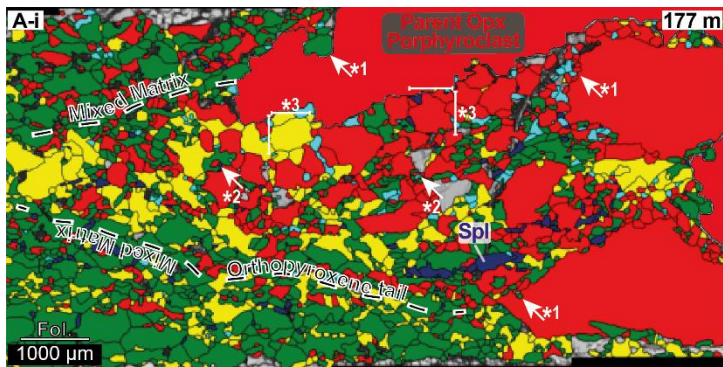 A-i
Parent Opx
Porphyroclast
177 m
*1
*1
Mixed Matrix
*3
*3
*2
*2
Mixed Matrix
Spl
Orthopyroxene tail
*1
Fol.
1000 µm